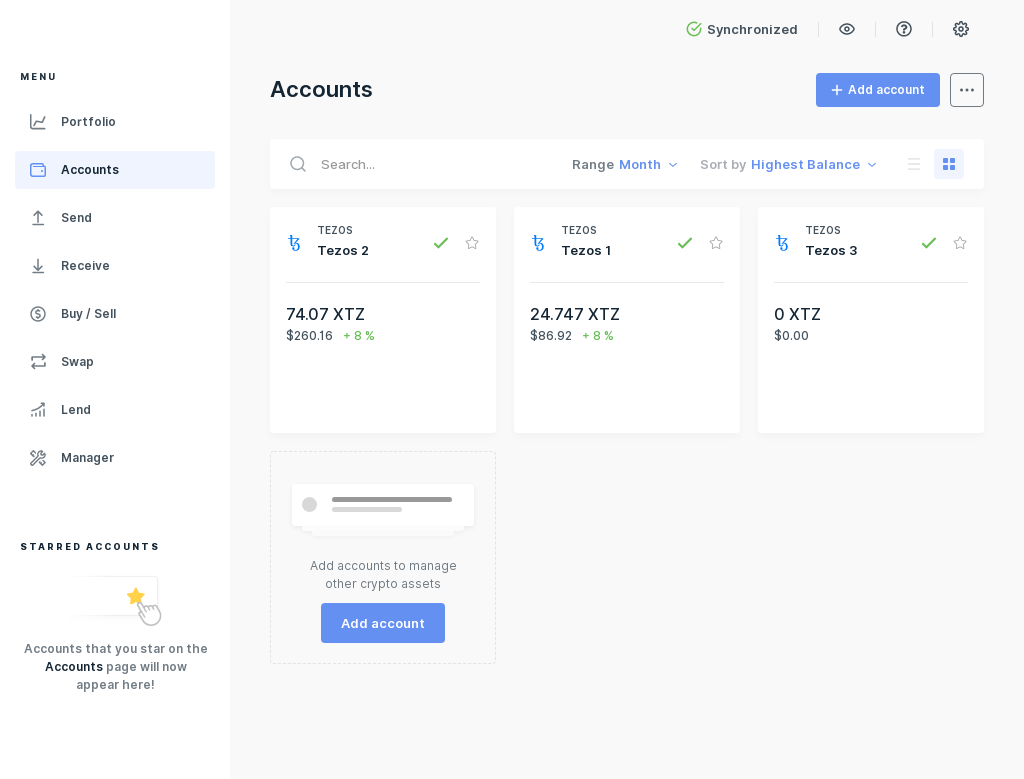 Synchronized
MENU
Portfolio
Accounts
Send
Receive
Buy / Sell
Swap
Lend
Manager
STARRED ACCOUNTS
Accounts that you star on the
Accounts page will now
appear here!
Accounts
+ Add account
Search...
Range Month
Sort by Highest Balance
TEZOS
Tezos 2
74.07 XTZ
$260.16 + 8 %
TEZOS
Tezos 1
24.747 XTZ
$86.92 + 8 %
TEZOS
Tezos 3
0 XTZ
$0.00
Add accounts to manage
other crypto assets
Add account